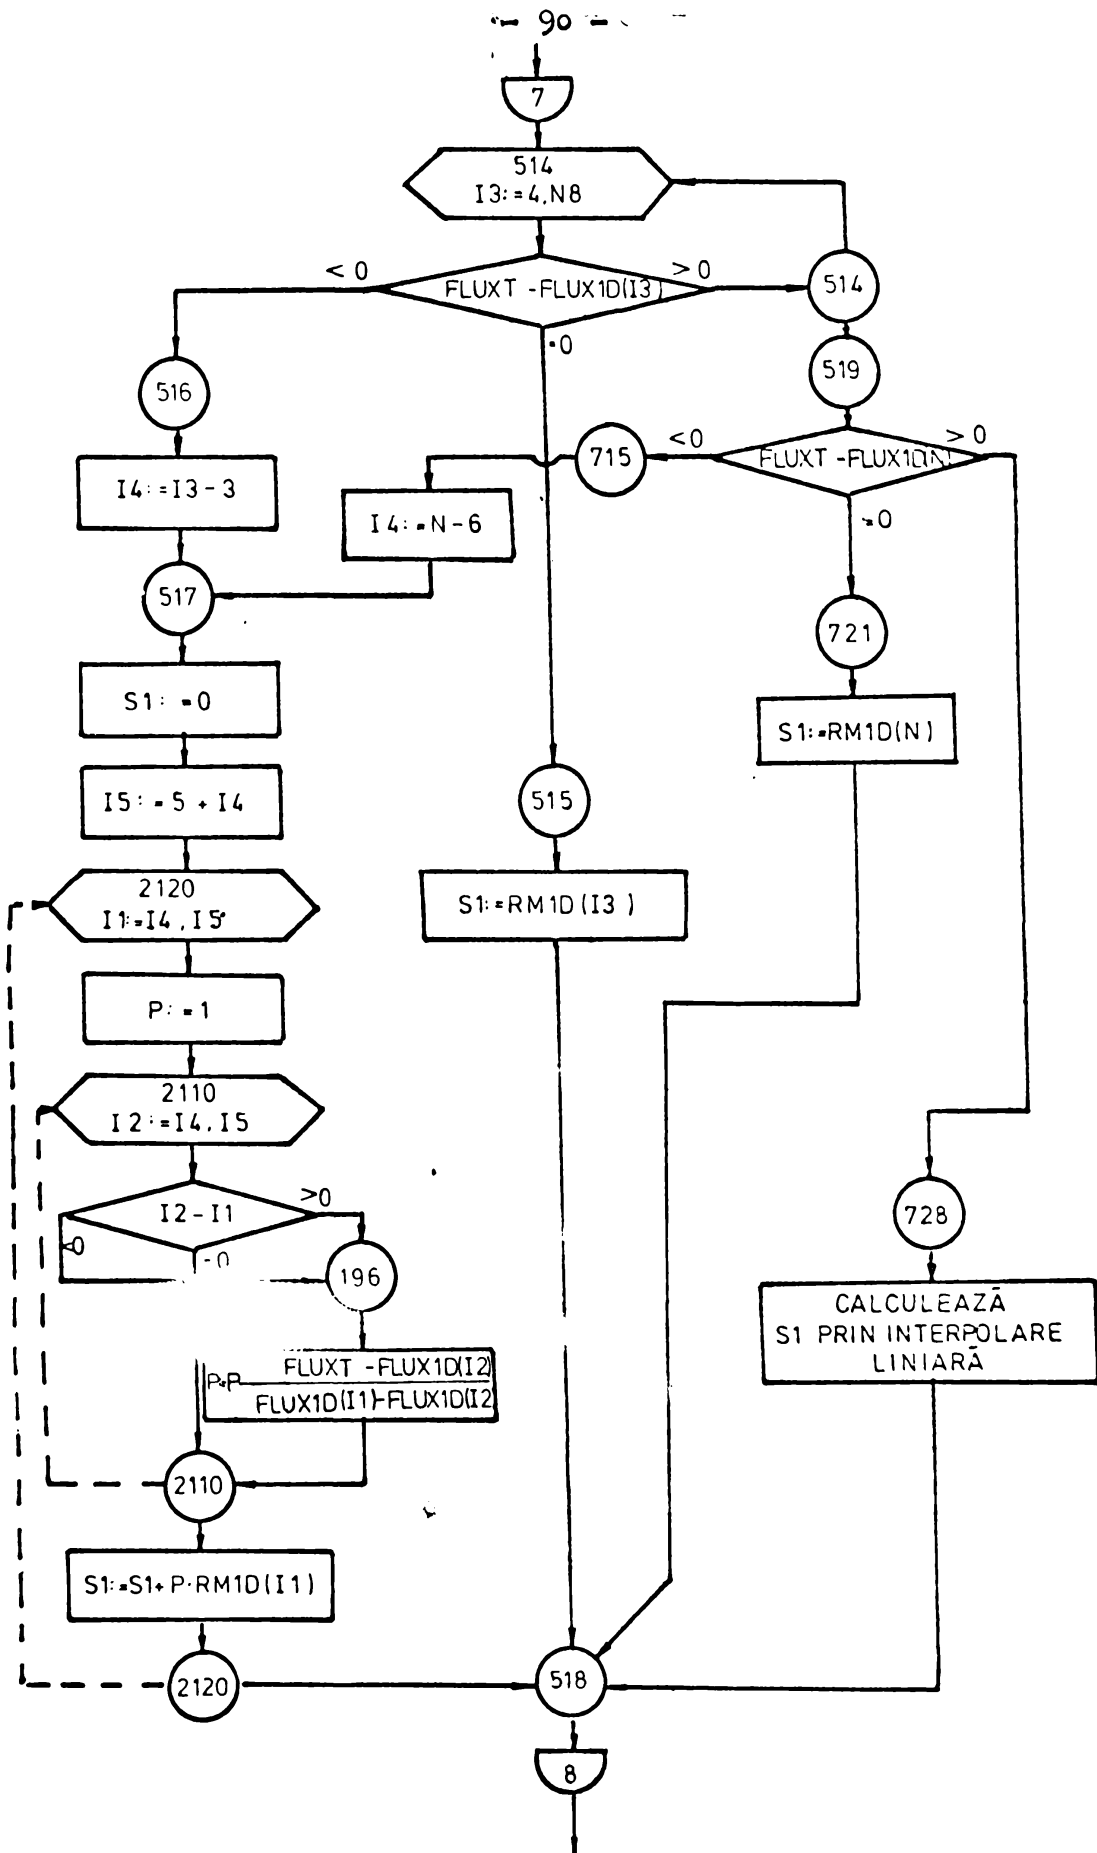 - 90 -
7
514
I3:=4,N8
< 0
FLUXT -FLUX1D(I3)
> 0
=0
514
516
519
I4:=I3-3
715
<0
FLUXT -FLUX1D(N)
> 0
=0
I4:=N-6
517
721
S1:=0
S1:=RM1D(N)
I5:=5+I4
515
2120
I1:=I4,I5
S1:=RM1D(I3)
P:=1
2110
I2:=I4,I5
I2-I1
>0
<0
=0
196
728
CALCULEAZĂ
S1 PRIN INTERPOLARE
LINIARĂ
P=P
FLUXT -FLUX1D(I2)
FLUX1D(I1)-FLUX1D(I2
2110
S1:=S1+P·RM1D(I1)
2120
518
8